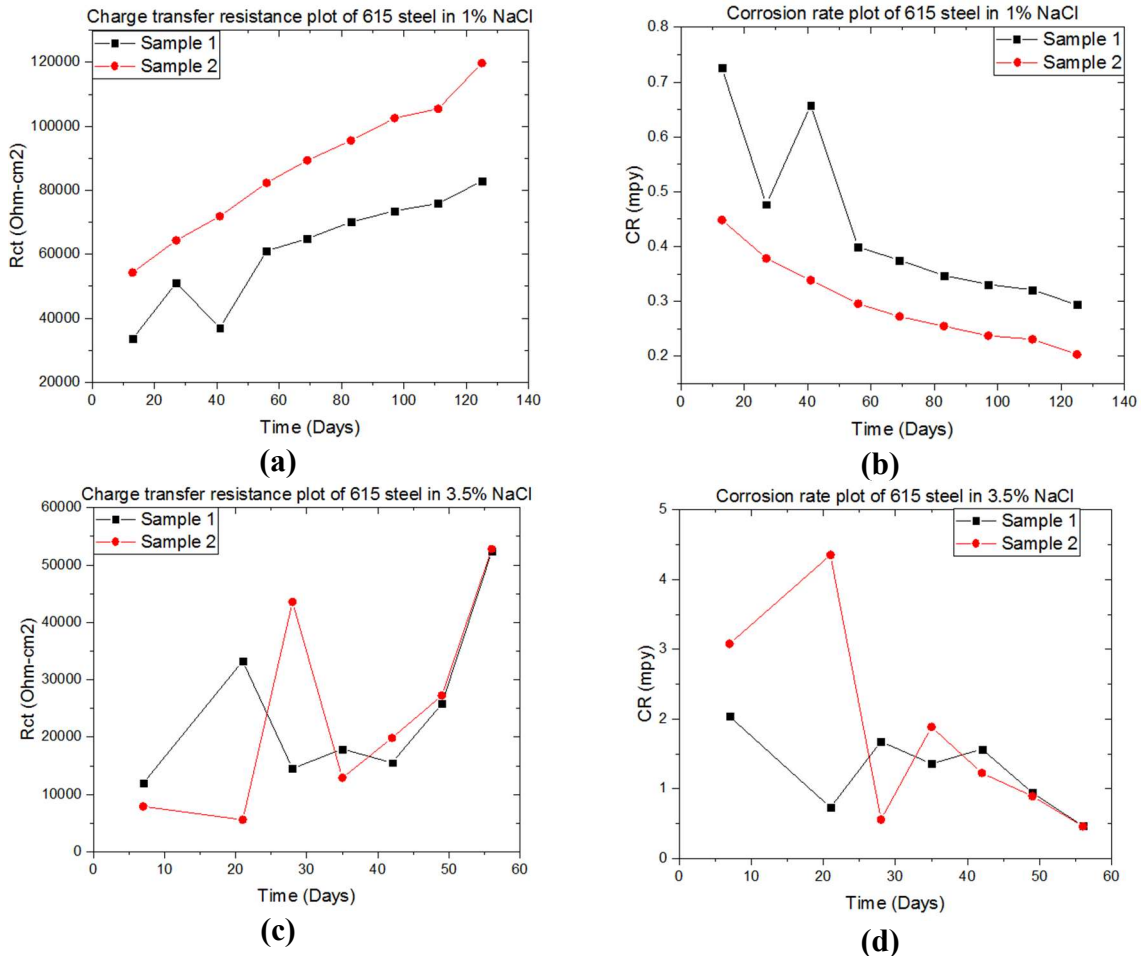 Charge transfer resistance plot of 615 steel in 1% NaCl
Sample 1
Sample 2
120000
100000
80000
60000
40000
20000
Rct (Ohm-cm2)
0 20 40 60 80 100 120 140
Time (Days)
(a)
Corrosion rate plot of 615 steel in 1% NaCl
Sample 1
Sample 2
0.8
0.7
0.6
0.5
0.4
0.3
0.2
CR (mpy)
0 20 40 60 80 100 120 140
Time (Days)
(b)
Charge transfer resistance plot of 615 steel in 3.5% NaCl
Sample 1
Sample 2
60000
50000
40000
30000
20000
10000
0
Rct (Ohm-cm2)
0 10 20 30 40 50 60
Time (Days)
(c)
Corrosion rate plot of 615 steel in 3.5% NaCl
Sample 1
Sample 2
5
4
3
2
1
0
CR (mpy)
0 10 20 30 40 50 60
Time (Days)
(d)